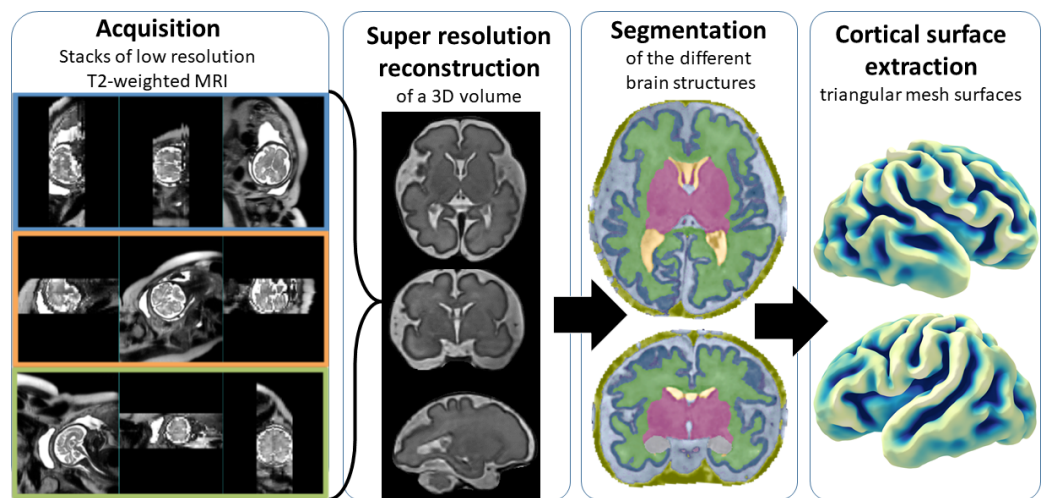 Acquisition
Stacks of low resolution
T2-weighted MRI
Super resolution
reconstruction
of a 3D volume
Segmentation
of the different
brain structures
Cortical surface
extraction
triangular mesh surfaces